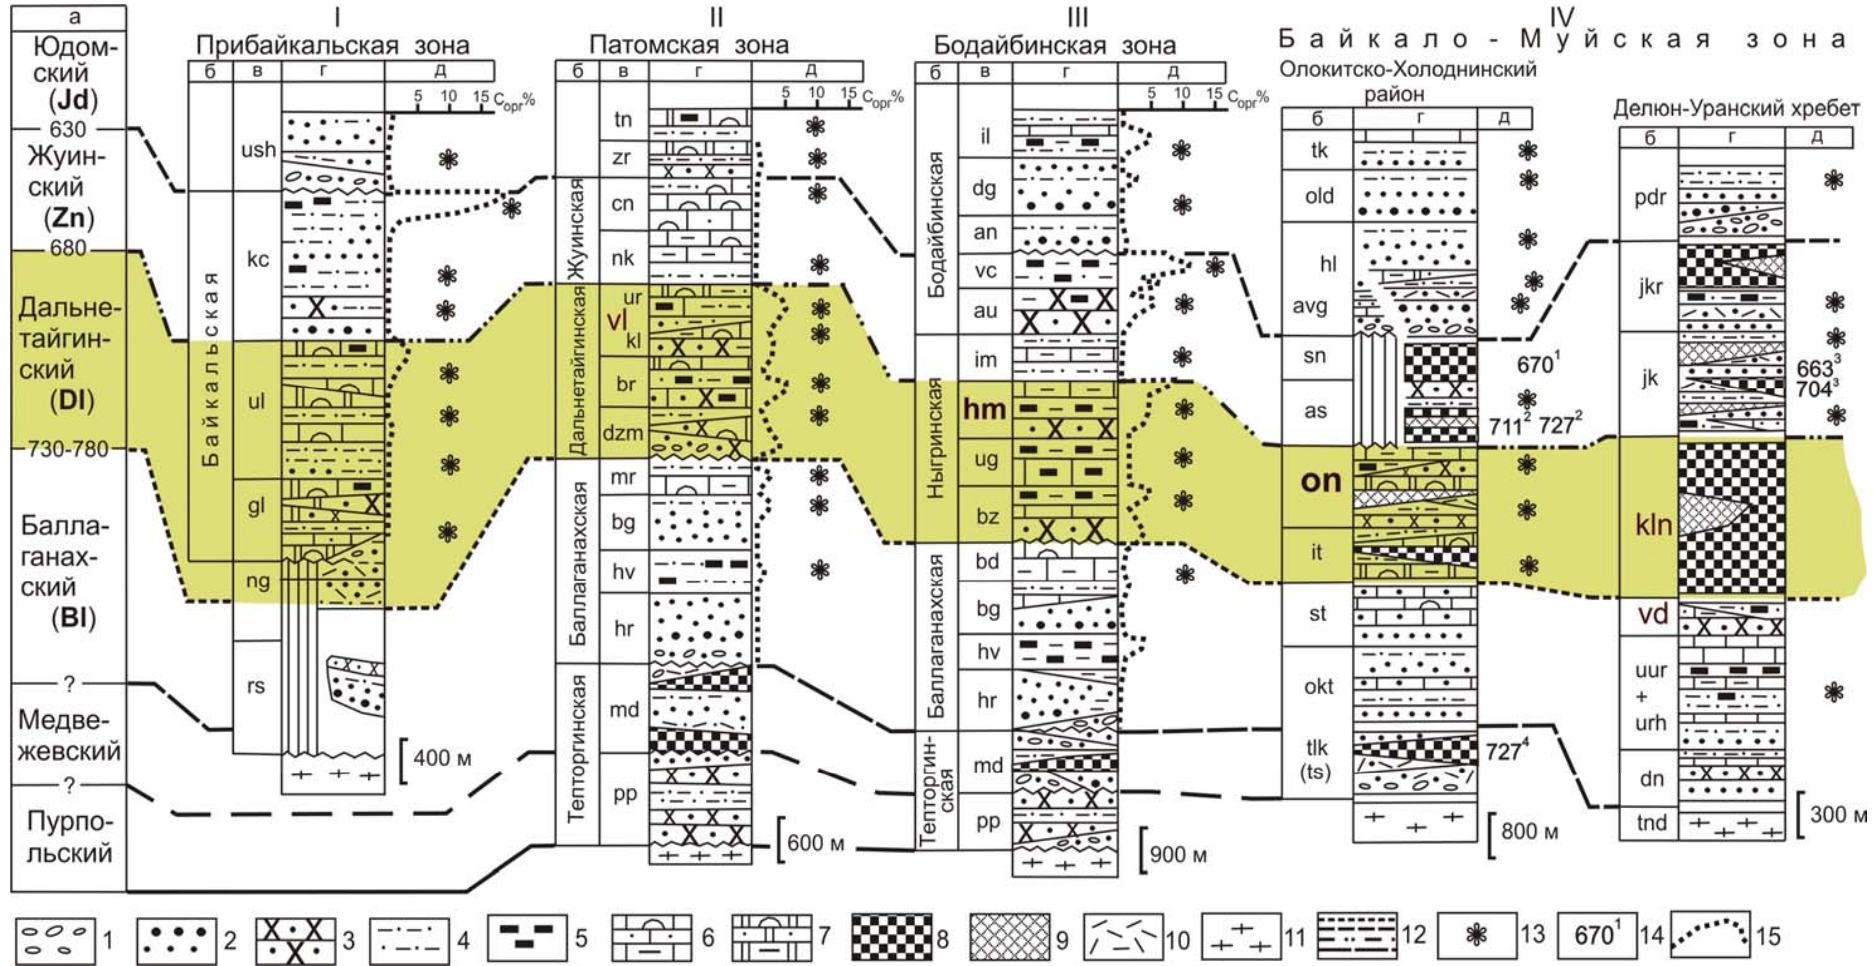 I
II
III
IV
а
Юдом-
ский
(Jd)
630
Жуин-
ский
(Zn)
680
Дальне-
тайгин-
ский
(Dl)
730-780
Балла-
ганах-
ский
(Bl)
?
Медве-
жевский
?
Пурпо-
льский
Прибайкальская зона
б в г д
5 10 15 Cорг%
Байкальская
ush
kc
ul
gl
ng
rs
400 м
Патомская зона
б в г д
5 10 15 Cорг%
Жуинская
Дальнетайгинская
Баллаганахская
Тепторгинская
tn
zr
cn
nk
ur
vl
kl
br
dzm
mr
bg
hv
hr
md
pp
600 м
Бодайбинская зона
б в г д
5 10 15 Cорг%
Бодайбинская
Ныгринская
Баллаганахская
Тепторгин-
ская
il
dg
an
vc
au
im
hm
ug
bz
bd
bg
hv
hr
md
pp
900 м
Байкало - Муйская зона
Олокитско-Холоднинский
район
б г д
tk
old
hl
avg
sn
670¹
as
711² 727²
on
it
st
okt
tlk
(ts)
727⁴
800 м
Делюн-Уранский хребет
б г д
pdr
jkr
jk
663³
704³
kln
vd
uur
+
urh
dn
tnd
300 м
1 2 3 4 5 6 7 8 9 10 11 12 13 670¹ 14 15